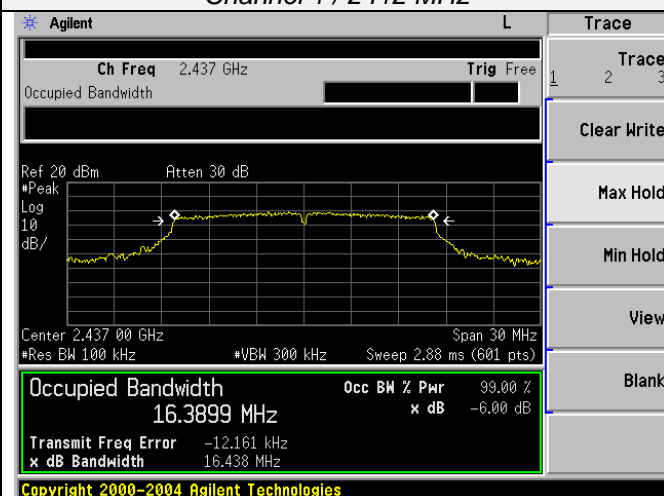 Channel 1 / 2412 MHz
Agilent L Trace
Ch Freq 2.437 GHz Trig Free
Occupied Bandwidth
Trace
1 2 3
Clear Write
Max Hold
Min Hold
View
Blank
Ref 20 dBm Atten 30 dB
#Peak
Log
10
dB/
Center 2.437 00 GHz Span 30 MHz
#Res BW 100 kHz #VBW 300 kHz Sweep 2.88 ms (601 pts)
Occupied Bandwidth Occ BW % Pwr 99.00 %
16.3899 MHz x dB -6.00 dB
Transmit Freq Error -12.161 kHz
x dB Bandwidth 16.438 MHz
Copyright 2000-2004 Agilent Technologies